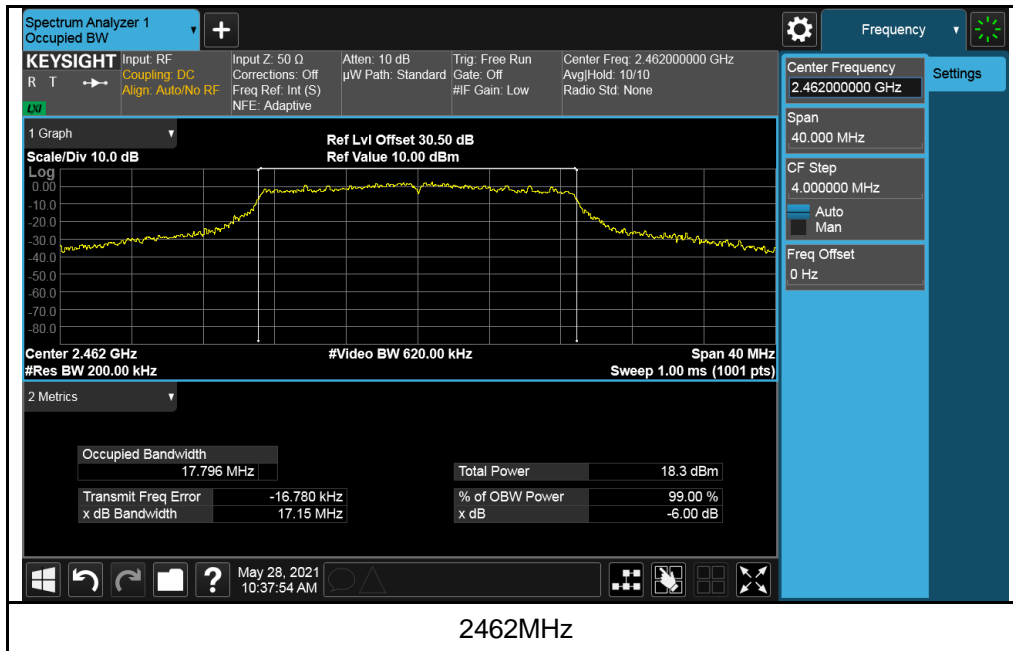 Spectrum Analyzer 1
Occupied BW
Frequency
KEYSIGHT
R T
LXI
Input: RF
Coupling: DC
Align: Auto/No RF
Input Z: 50 Ω
Corrections: Off
Freq Ref: Int (S)
NFE: Adaptive
Atten: 10 dB
µW Path: Standard
Trig: Free Run
Gate: Off
#IF Gain: Low
Center Freq: 2.462000000 GHz
Avg|Hold: 10/10
Radio Std: None
Center Frequency
2.462000000 GHz
Settings
Span
40.000 MHz
CF Step
4.000000 MHz
Auto
Man
Freq Offset
0 Hz
1 Graph
Scale/Div 10.0 dB
Ref Lvl Offset 30.50 dB
Ref Value 10.00 dBm
Log
0.00
-10.0
-20.0
-30.0
-40.0
-50.0
-60.0
-70.0
-80.0
Center 2.462 GHz
#Res BW 200.00 kHz
#Video BW 620.00 kHz
Span 40 MHz
Sweep 1.00 ms (1001 pts)
2 Metrics
Occupied Bandwidth
17.796 MHz
Transmit Freq Error -16.780 kHz
x dB Bandwidth 17.15 MHz
Total Power 18.3 dBm
% of OBW Power 99.00 %
x dB -6.00 dB
?
May 28, 2021
10:37:54 AM
2462MHz